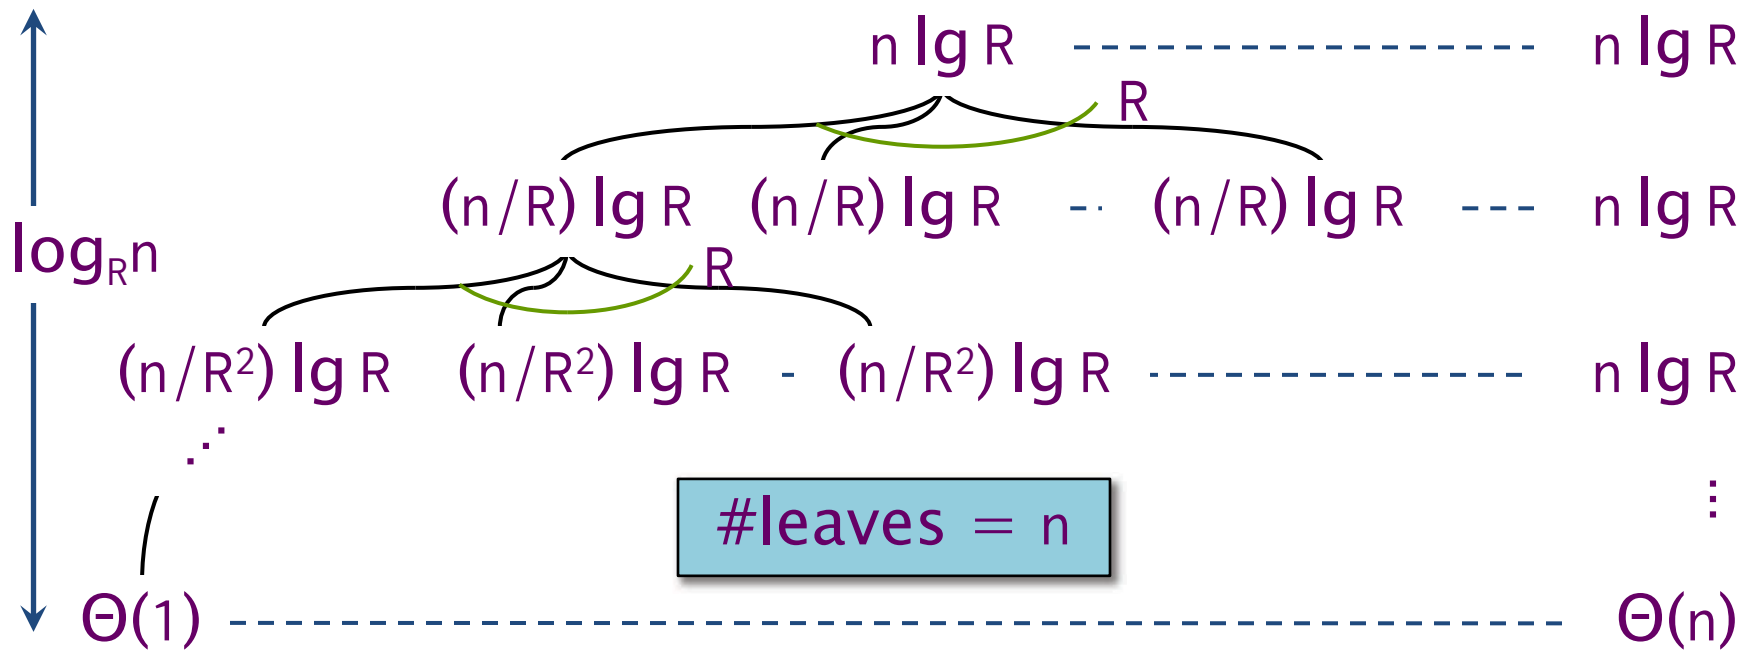 n lg R n lg R
R
(n/R) lg R (n/R) lg R (n/R) lg R n lg R
log_R n
R
(n/R²) lg R (n/R²) lg R (n/R²) lg R n lg R
⋰
⋮
#leaves = n
Θ(1) Θ(n)